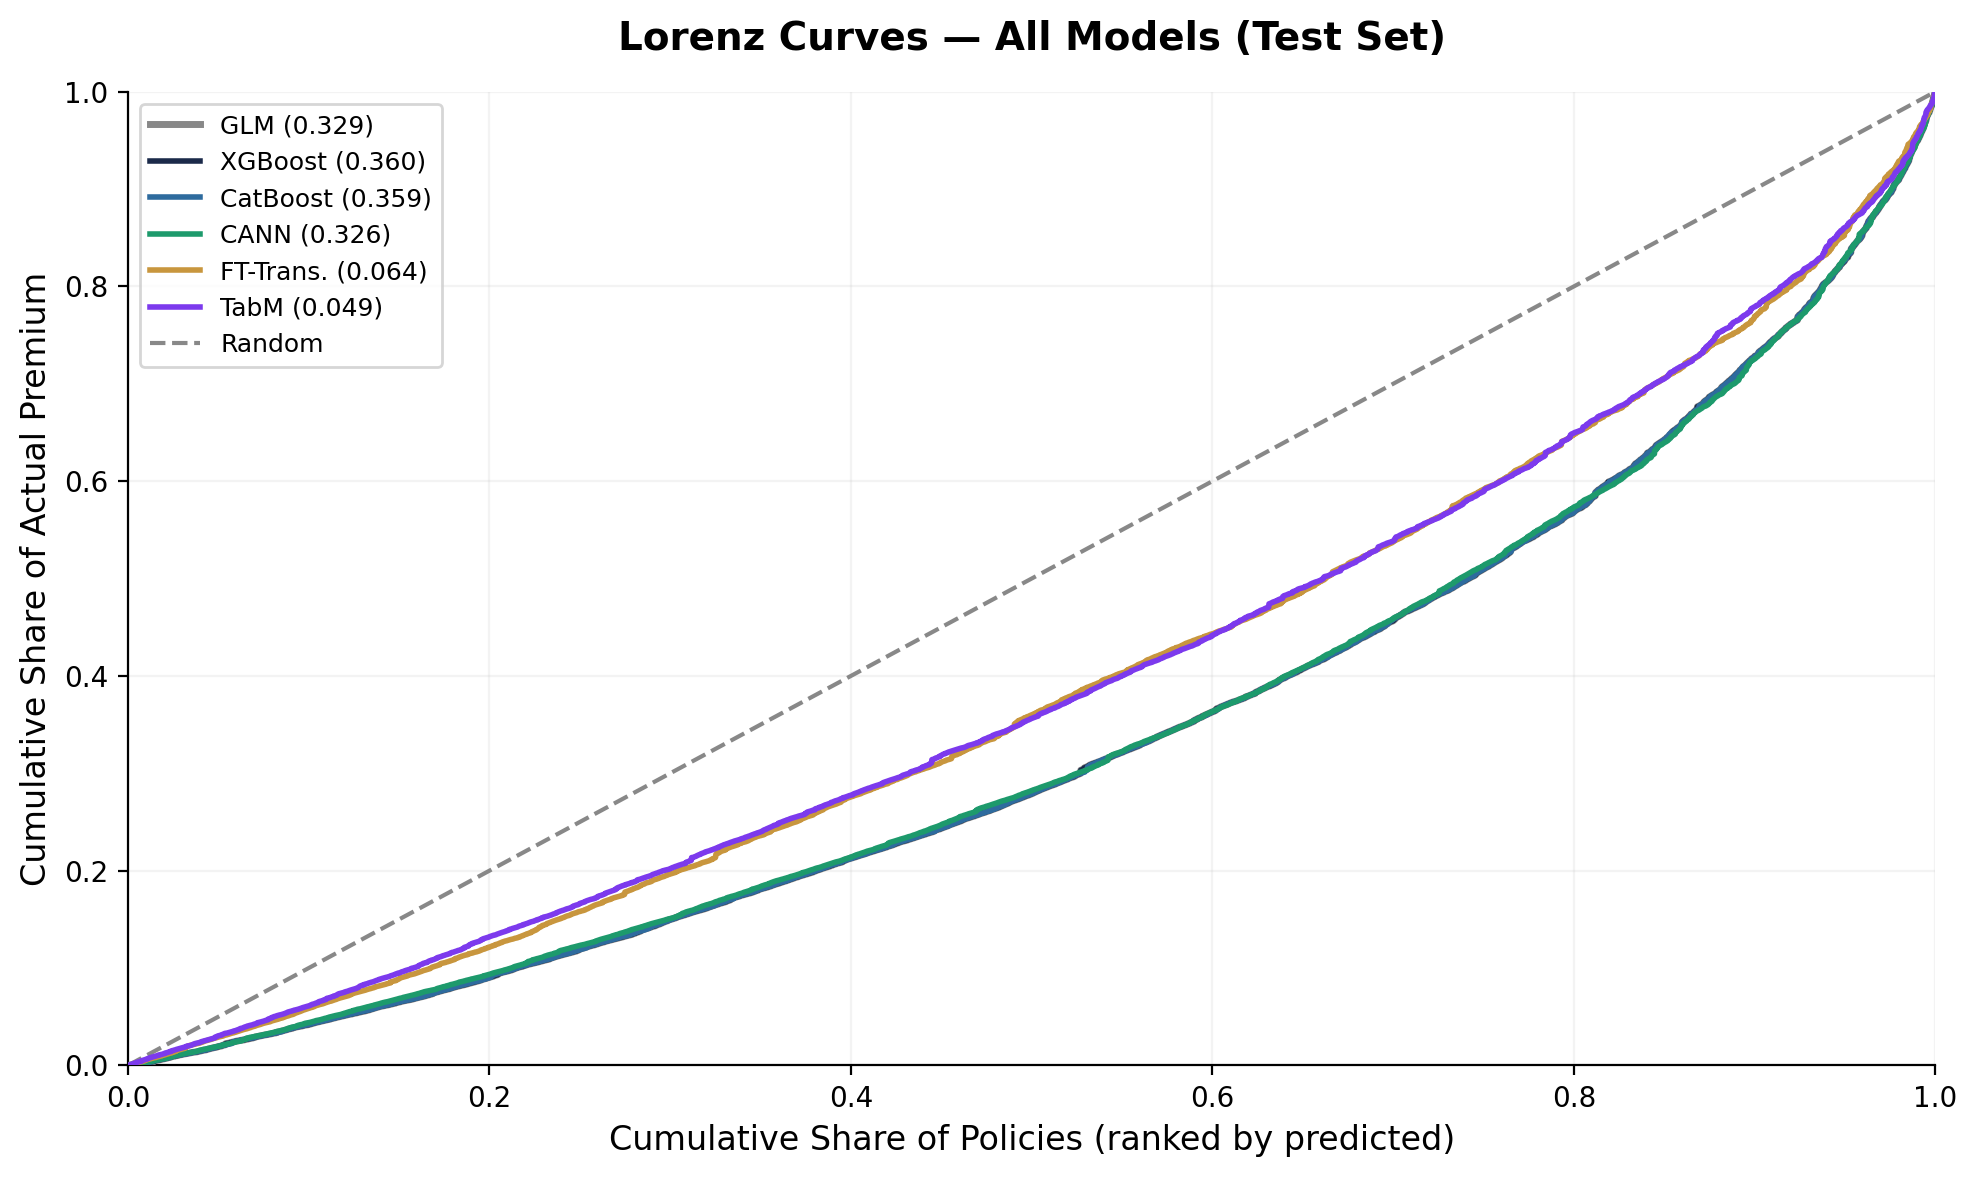 Lorenz Curves — All Models (Test Set)
GLM (0.329)
XGBoost (0.360)
CatBoost (0.359)
CANN (0.326)
FT-Trans. (0.064)
TabM (0.049)
Random
Cumulative Share of Actual Premium
1.0
0.8
0.6
0.4
0.2
0.0
0.0 0.2 0.4 0.6 0.8 1.0
Cumulative Share of Policies (ranked by predicted)